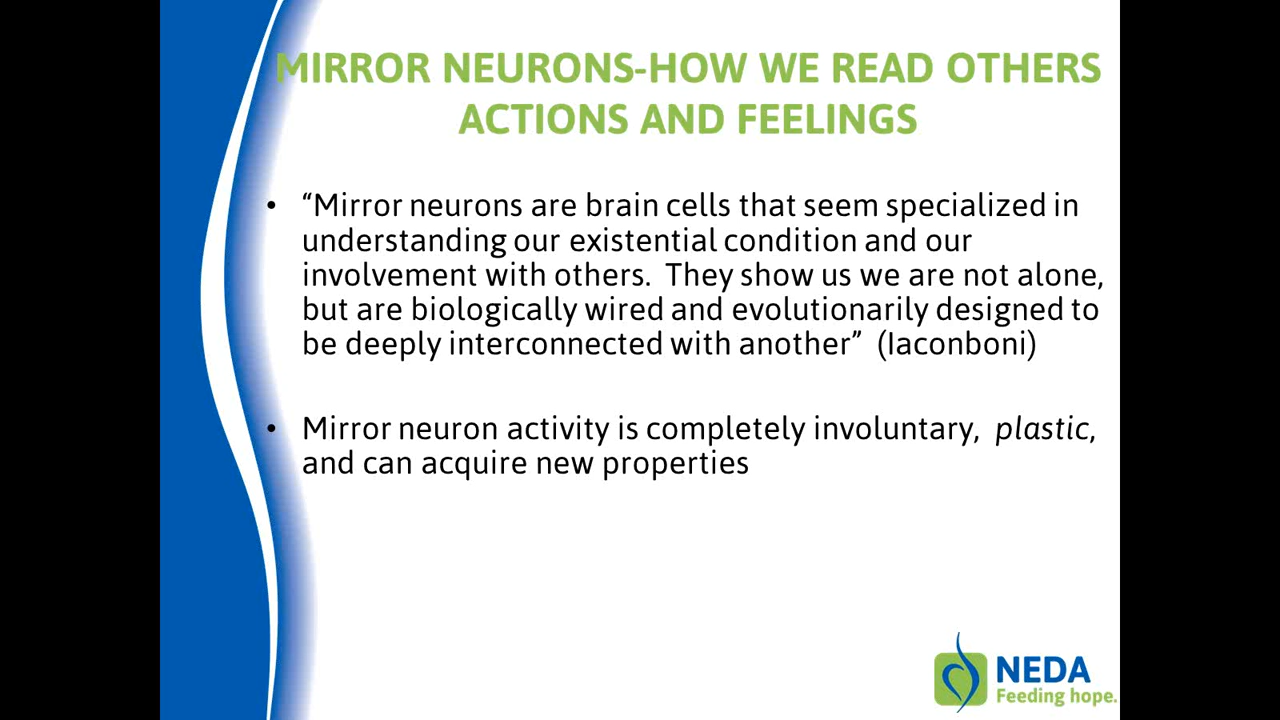 MIRROR NEURONS-HOW WE READ OTHERS
ACTIONS AND FEELINGS
• “Mirror neurons are brain cells that seem specialized in
understanding our existential condition and our
involvement with others.  They show us we are not alone,
but are biologically wired and evolutionarily designed to
be deeply interconnected with another”  (Iaconboni)
• Mirror neuron activity is completely involuntary,  plastic,
and can acquire new properties
NEDA
Feeding hope.